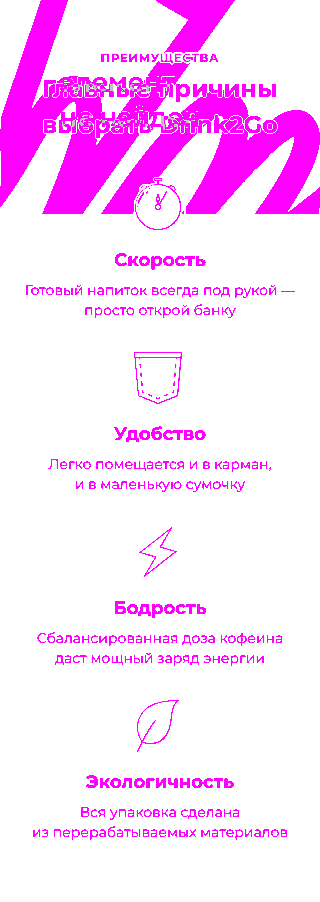 ПРЕИМУЩЕСТВА
Главные причины
выбрать Drink2Go
Скорость
Готовый напиток всегда под рукой —
просто открой банку
Удобство
Легко помещается и в карман,
и в маленькую сумочку
Бодрость
Сбалансированная доза кофеина
даст мощный заряд энергии
Экологичность
Вся упаковка сделана
из перерабатываемых материалов